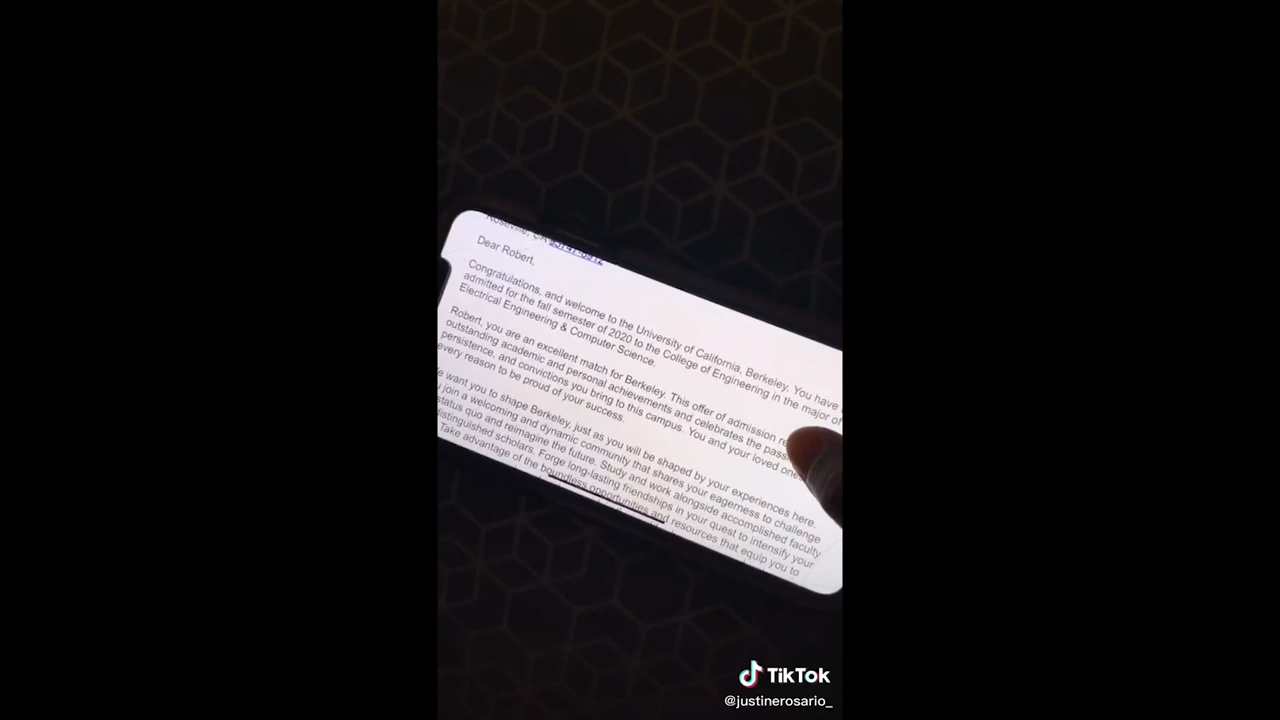 Roseville, CA 95747-
Dear Robert,
Congratulations, and welcome to the University of California, Berkeley. You have
admitted for the fall semester of 2020 to the College of Engineering in the major of
Electrical Engineering & Computer Science.
Robert, you are an excellent match for Berkeley. This offer of admission re
outstanding academic and personal achievements and celebrates the pass
persistence, and convictions you bring to this campus. You and your loved ones
every reason to be proud of your success.
e want you to shape Berkeley, just as you will be shaped by your experiences here.
join a welcoming and dynamic community that shares your eagerness to challenge
status quo and reimagine the future. Study and work alongside accomplished faculty
distinguished scholars. Forge long-lasting friendships in your quest to intensify your
Take advantage of the boundless opportunities and resources that equip you to
TikTok
@justinerosario_